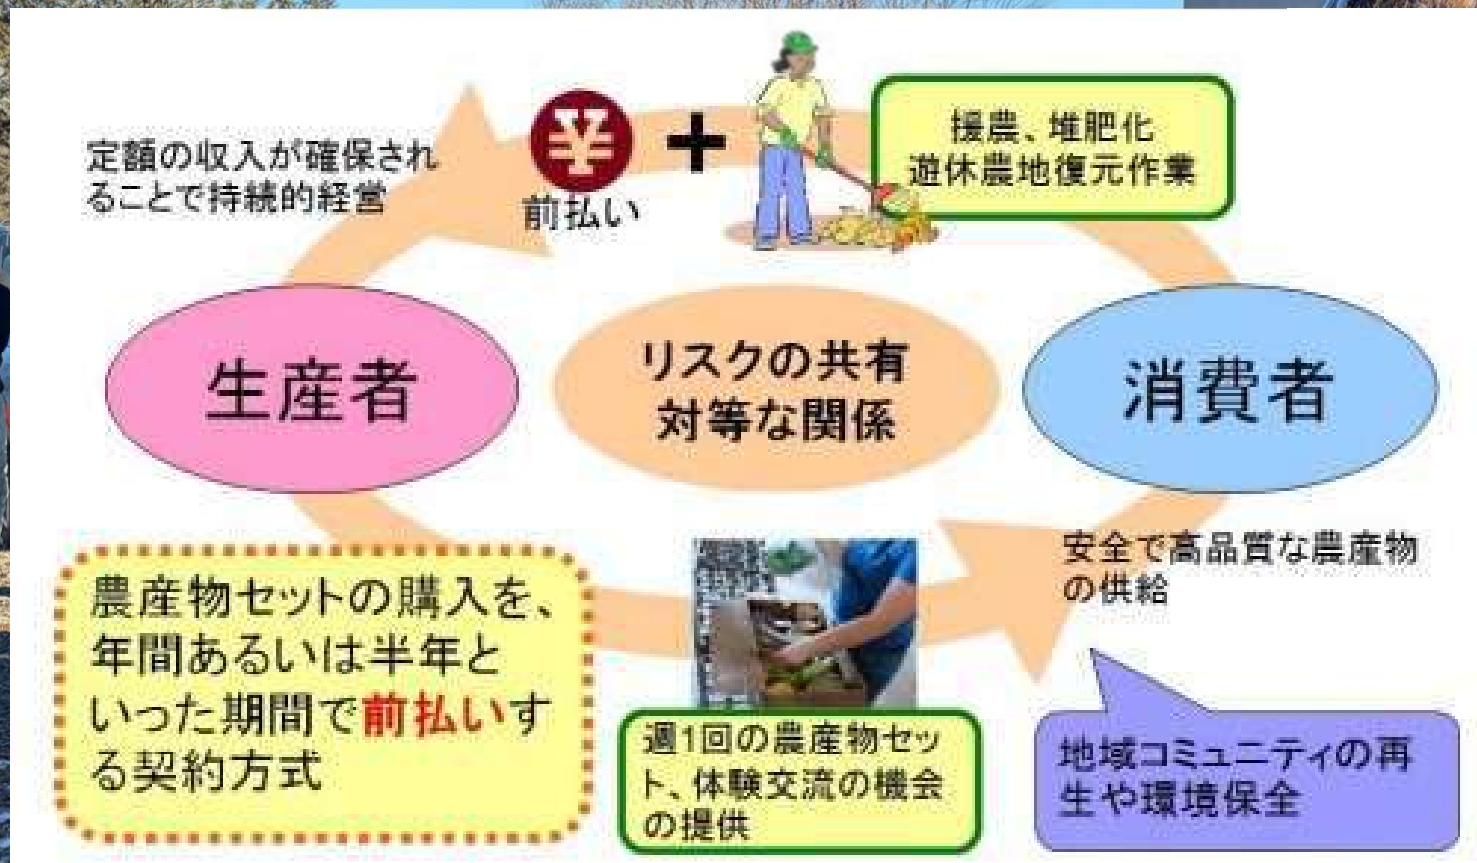 定額の収入が確保され
ることで持続的経営
¥
前払い
+
援農、堆肥化
遊休農地復元作業
生産者
リスクの共有
対等な関係
消費者
農産物セットの購入を、
年間あるいは半年と
いった期間で前払いす
る契約方式
週1回の農産物セッ
ト、体験交流の機会
の提供
安全で高品質な農産物
の供給
地域コミュニティの再
生や環境保全